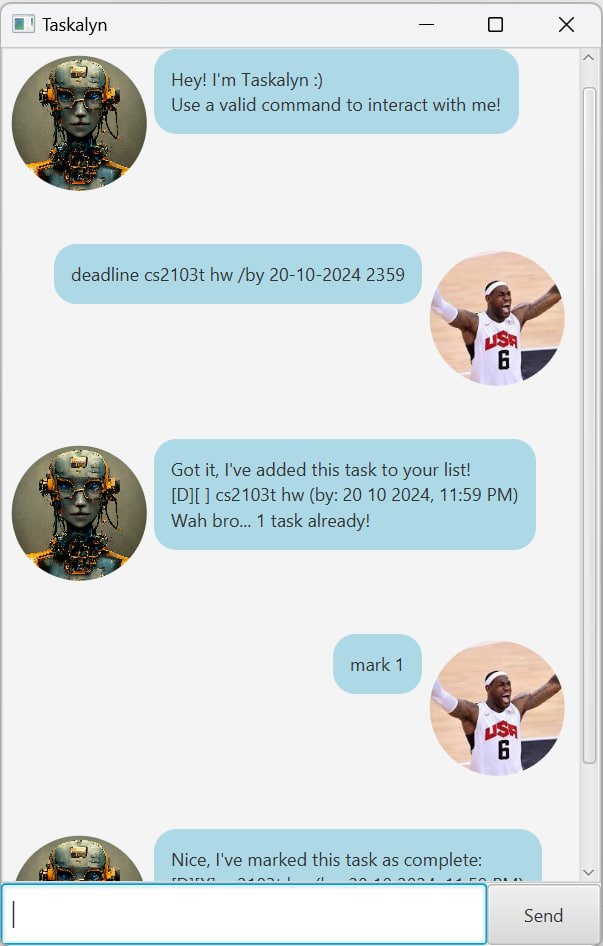 Taskalyn
Hey! I'm Taskalyn :)
Use a valid command to interact with me!
deadline cs2103t hw /by 20-10-2024 2359
USA
6
Got it, I've added this task to your list!
[D][ ] cs2103t hw (by: 20 10 2024, 11:59 PM)
Wah bro... 1 task already!
mark 1
USA
6
Nice, I've marked this task as complete:
Send